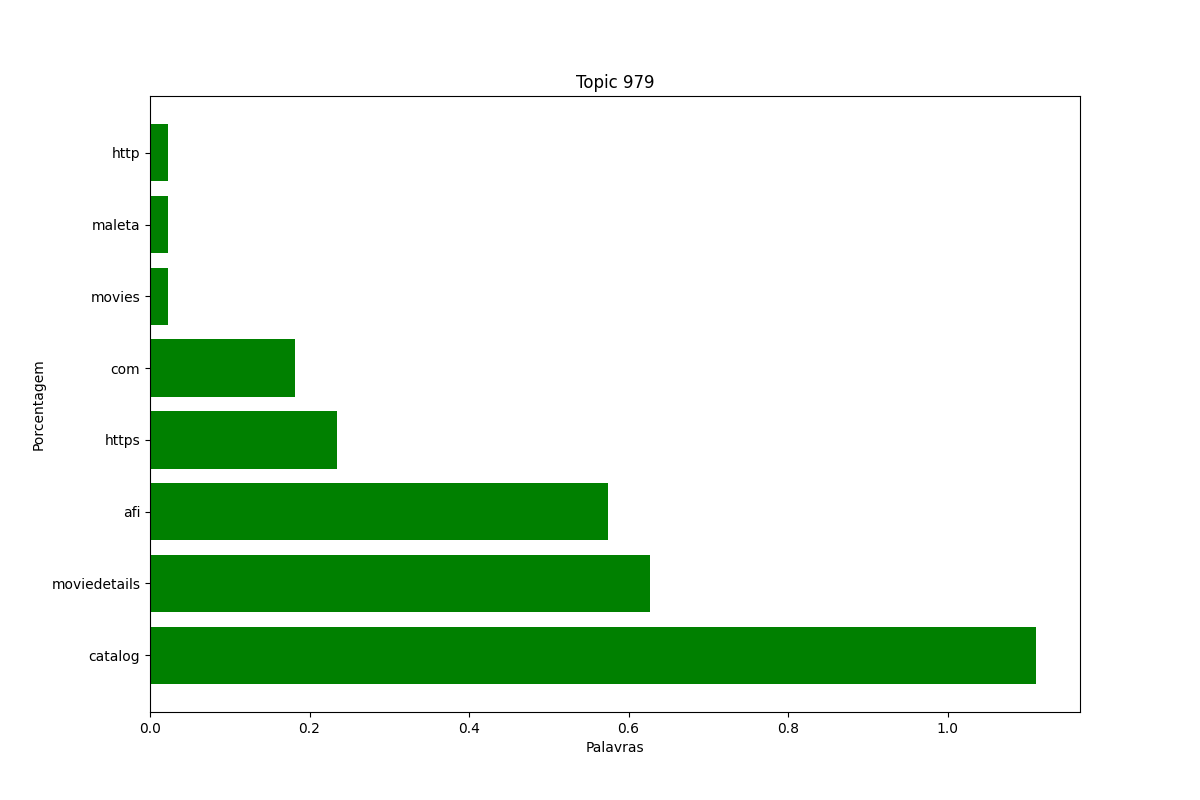 Topic 979
http
maleta
movies
com
https
afi
moviedetails
catalog
Porcentagem
0.0 0.2 0.4 0.6 0.8 1.0
Palavras